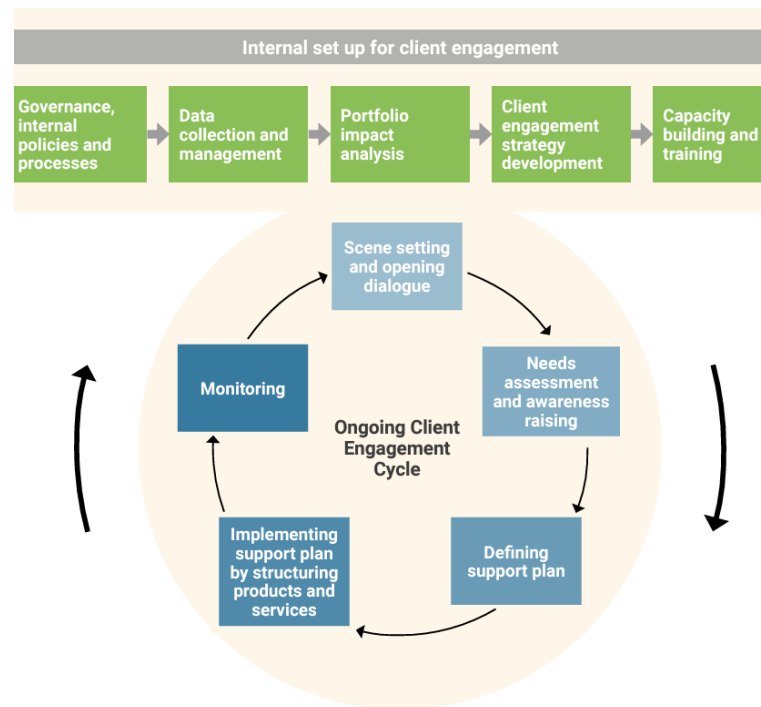 Internal set up for client engagement
Governance,
internal
policies and
processes
Data
collection and
management
Portfolio
impact
analysis
Client
engagement
strategy
development
Capacity
building and
training
Scene setting
and opening
dialogue
Needs
assessment
and awareness
raising
Defining
support plan
Implementing
support plan
by structuring
products and
services
Monitoring
Ongoing Client
Engagement
Cycle